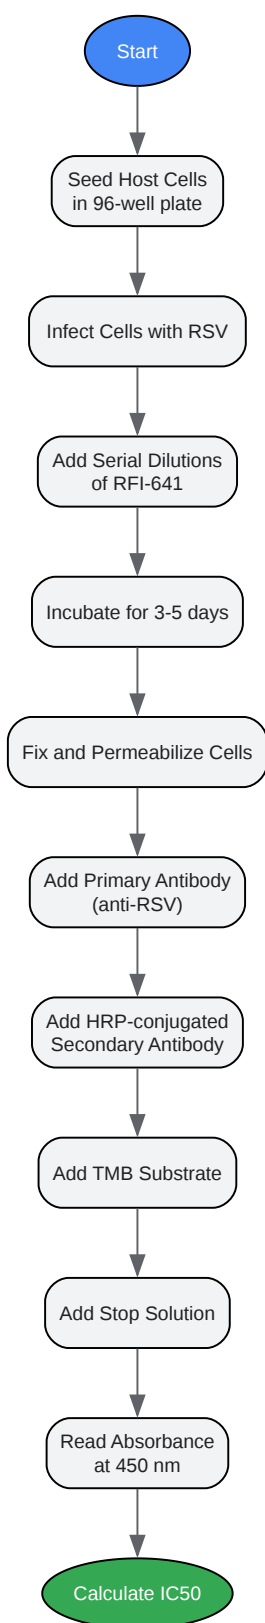 Start
Seed Host Cells
in 96-well plate
Infect Cells with RSV
Add Serial Dilutions
of RFI-641
Incubate for 3-5 days
Fix and Permeabilize Cells
Add Primary Antibody
(anti-RSV)
Add HRP-conjugated
Secondary Antibody
Add TMB Substrate
Add Stop Solution
Read Absorbance
at 450 nm
Calculate IC50